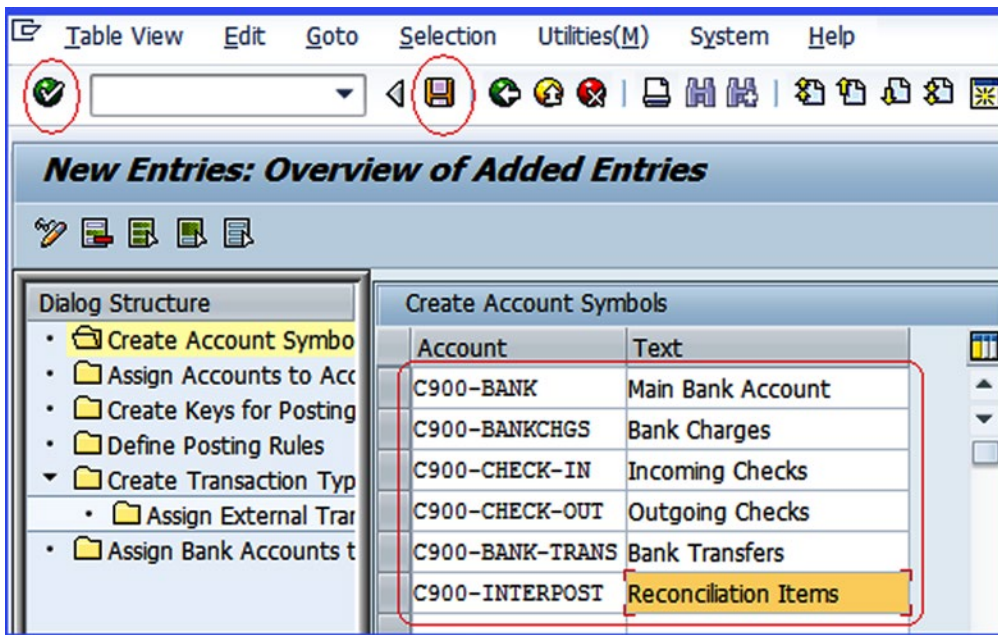 Table View Edit Goto Selection Utilities(M) System Help
New Entries: Overview of Added Entries
Dialog Structure
Create Account Symbo
Assign Accounts to Acc
Create Keys for Posting
Define Posting Rules
Create Transaction Typ
Assign External Trar
Assign Bank Accounts t
Create Account Symbols
Account Text
C900-BANK Main Bank Account
C900-BANKCHGS Bank Charges
C900-CHECK-IN Incoming Checks
C900-CHECK-OUT Outgoing Checks
C900-BANK-TRANS Bank Transfers
C900-INTERPOST Reconciliation Items